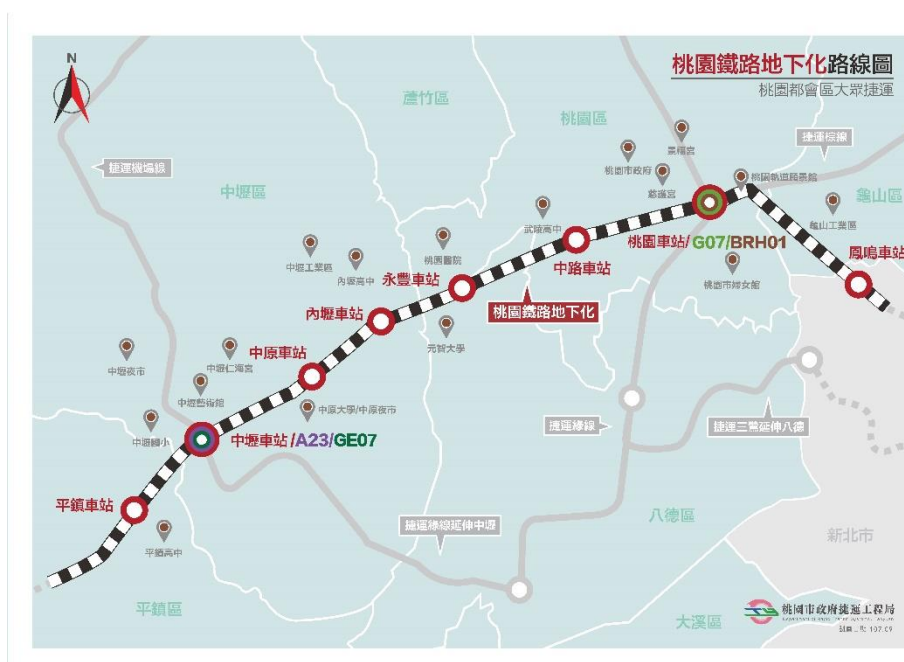 桃園鐵路地下化路線圖
桃園都會區大眾捷運
N
蘆竹區
桃園區
捷運棕線
景福宮
桃園市政府
捷運機場線
慈護宮
桃園軌道願景館
中壢區
龜山區
武陵高中
龜山工業區
桃園車站/G07/BRH01
中路車站
桃園醫院
中壢工業區
內壢高中
鳳鳴車站
永豐車站
桃園市婦女館
桃園鐵路地下化
內壢車站
元智大學
中原車站
中壢仁海宮
中壢夜市
中壢藝術館
中原大學/中原夜市
中壢國小
捷運綠線
捷運三鶯延伸八德
中壢車站/A23/GE07
平鎮車站
八德區
捷運綠線延伸中壢
新北市
平鎮高中
平鎮區
大溪區
桃園市政府捷運工程局
107.09